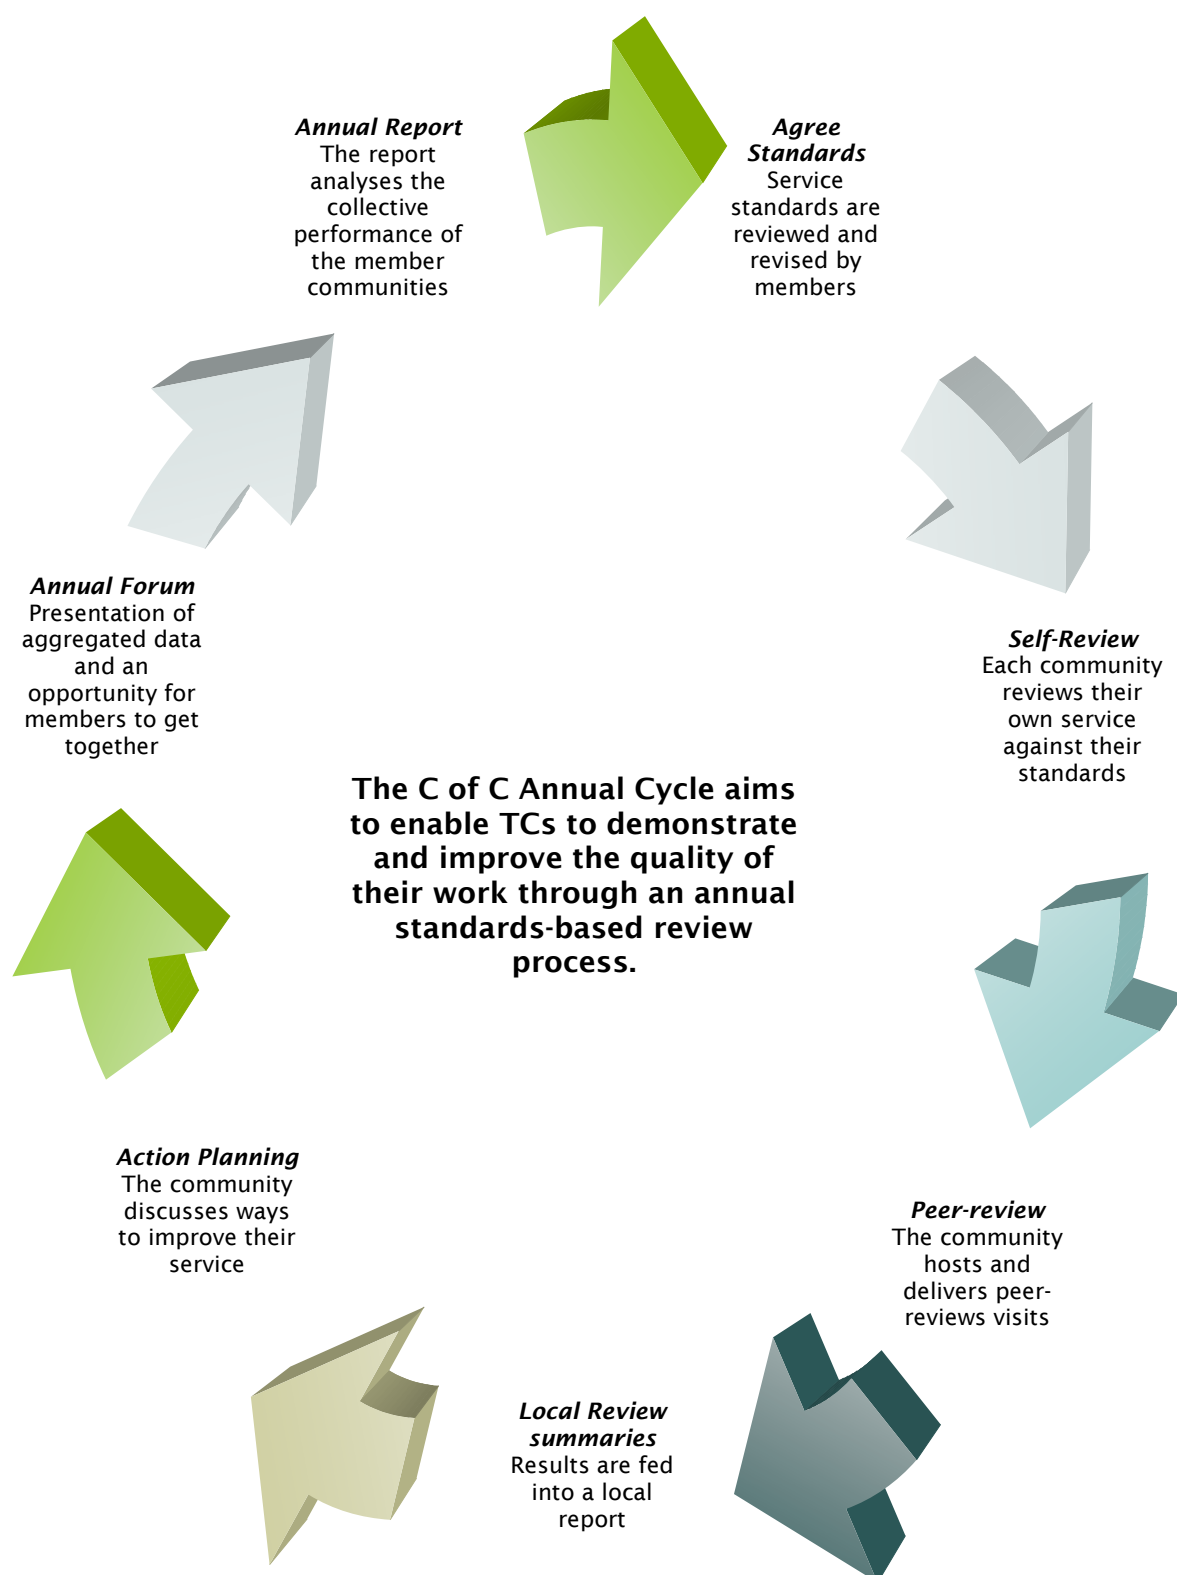 Annual Report
The report
analyses the
collective
performance of
the member
communities
Agree
Standards
Service
standards are
reviewed and
revised by
members
Self-Review
Each community
reviews their
own service
against their
standards
Peer-review
The community
hosts and
delivers peer-
reviews visits
Local Review
summaries
Results are fed
into a local
report
Action Planning
The community
discusses ways
to improve their
service
Annual Forum
Presentation of
aggregated data
and an
opportunity for
members to get
together
The C of C Annual Cycle aims
to enable TCs to demonstrate
and improve the quality of
their work through an annual
standards-based review
process.